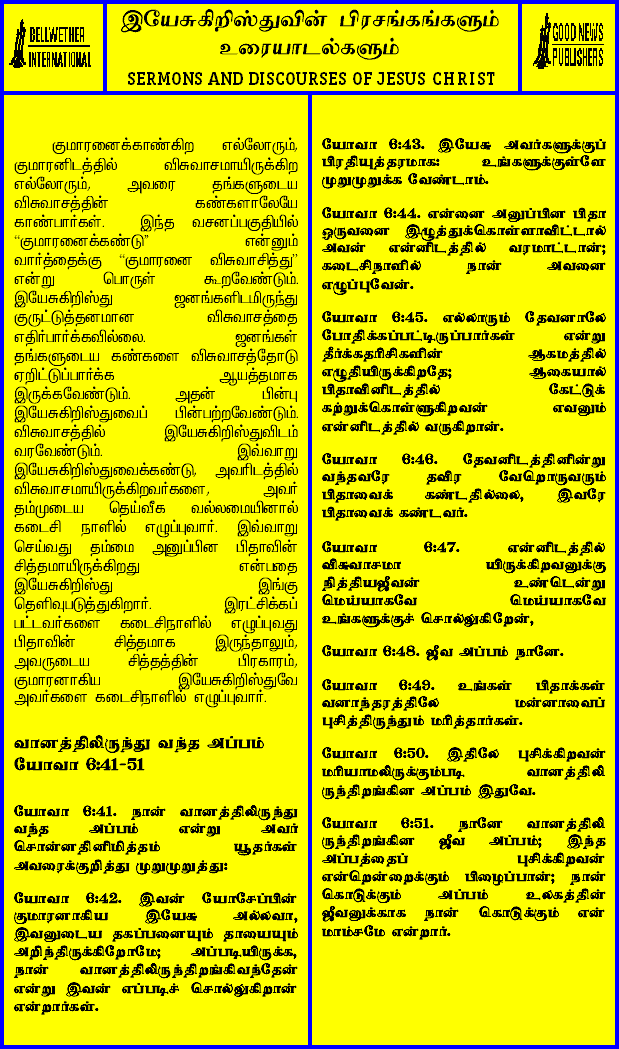 BELLWETHER
INTERNATIONAL
இயேசுகிறிஸ்துவின் பிரசங்கங்களும்
உரையாடல்களும்
SERMONS AND DISCOURSES OF JESUS CHRIST
GOOD NEWS
PUBLISHERS
குமாரனைக்காண்கிற எல்லோரும்,
குமாரனிடத்தில் விசுவாசமாயிருக்கிற
எல்லோரும், அவரை தங்களுடைய
விசுவாசத்தின் கண்களாலேயே
காண்பார்கள். இந்த வசனப்பகுதியில்
“குமாரனைக்கண்டு” என்னும்
வார்த்தைக்கு “குமாரனை விசுவாசித்து”
என்று பொருள் கூறவேண்டும்.
இயேசுகிறிஸ்து ஜனங்களிடமிருந்து
குருட்டுத்தனமான விசுவாசத்தை
எதிர்பார்க்கவில்லை. ஜனங்கள்
தங்களுடைய கண்களை விசுவாசத்தோடு
ஏறிட்டுப்பார்க்க ஆயத்தமாக
இருக்கவேண்டும். அதன் பின்பு
இயேசுகிறிஸ்துவைப் பின்பற்றவேண்டும்.
விசுவாசத்தில் இயேசுகிறிஸ்துவிடம்
வரவேண்டும். இவ்வாறு
இயேசுகிறிஸ்துவைக்கண்டு, அவரிடத்தில்
விசுவாசமாயிருக்கிறவர்களை, அவர்
தம்முடைய தெய்வீக வல்லமையினால்
கடைசி நாளில் எழுப்புவார். இவ்வாறு
செய்வது தம்மை அனுப்பின பிதாவின்
சித்தமாயிருக்கிறது என்பதை
இயேசுகிறிஸ்து இங்கு
தெளிவுபடுத்துகிறார். இரட்சிக்கப்
பட்டவர்களை கடைசிநாளில் எழுப்புவது
பிதாவின் சித்தமாக இருந்தாலும்,
அவருடைய சித்தத்தின் பிரகாரம்,
குமாரனாகிய இயேசுகிறிஸ்துவே
அவர்களை கடைசிநாளில் எழுப்புவார்.
வானத்திலிருந்து வந்த அப்பம்
யோவா 6:41-51
யோவா 6:41. நான் வானத்திலிருந்து
வந்த அப்பம் என்று அவர்
சொன்னதினிமித்தம் யூதர்கள்
அவரைக்குறித்து முறுமுறுத்து:
யோவா 6:42. இவன் யோசேப்பின்
குமாரனாகிய இயேசு அல்லவா,
இவனுடைய தகப்பனையும் தாயையும்
அறிந்திருக்கிறோமே; அப்படியிருக்க,
நான் வானத்திலிருந்திறங்கிவந்தேன்
என்று இவன் எப்படிச் சொல்லுகிறான்
என்றார்கள்.
யோவா 6:43. இயேசு அவர்களுக்குப்
பிரதியுத்தரமாக: உங்களுக்குள்ளே
முறுமுறுக்க வேண்டாம்.
யோவா 6:44. என்னை அனுப்பின பிதா
ஒருவனை இழுத்துக்கொள்ளாவிட்டால்
அவன் என்னிடத்தில் வரமாட்டான்;
கடைசிநாளில் நான் அவனை
எழுப்புவேன்.
யோவா 6:45. எல்லாரும் தேவனாலே
போதிக்கப்பட்டிருப்பார்கள் என்று
தீர்க்கதரிசிகளின் ஆகமத்தில்
எழுதியிருக்கிறதே; ஆகையால்
பிதாவினிடத்தில் கேட்டுக்
கற்றுக்கொள்ளுகிறவன் எவனும்
என்னிடத்தில் வருகிறான்.
யோவா 6:46. தேவனிடத்தினின்று
வந்தவரே தவிர வேறொருவரும்
பிதாவைக் கண்டதில்லை, இவரே
பிதாவைக் கண்டவர்.
யோவா 6:47. என்னிடத்தில்
விசுவாசமா யிருக்கிறவனுக்கு
நித்தியஜீவன் உண்டென்று
மெய்யாகவே மெய்யாகவே
உங்களுக்குச் சொல்லுகிறேன்,
யோவா 6:48. ஜீவ அப்பம் நானே.
யோவா 6:49. உங்கள் பிதாக்கள்
வனாந்தரத்திலே மன்னாவைப்
புசித்திருந்தும் மரித்தார்கள்.
யோவா 6:50. இதிலே புசிக்கிறவன்
மரியாமலிருக்கும்படி வானத்திலி
ருந்திறங்கின அப்பம் இதுவே.
யோவா 6:51. நானே வானத்திலி
ருந்திறங்கின ஜீவ அப்பம்; இந்த
அப்பத்தைப் புசிக்கிறவன்
என்றென்றைக்கும் பிழைப்பான்; நான்
கொடுக்கும் அப்பம் உலகத்தின்
ஜீவனுக்காக நான் கொடுக்கும் என்
மாம்சமே என்றார்.